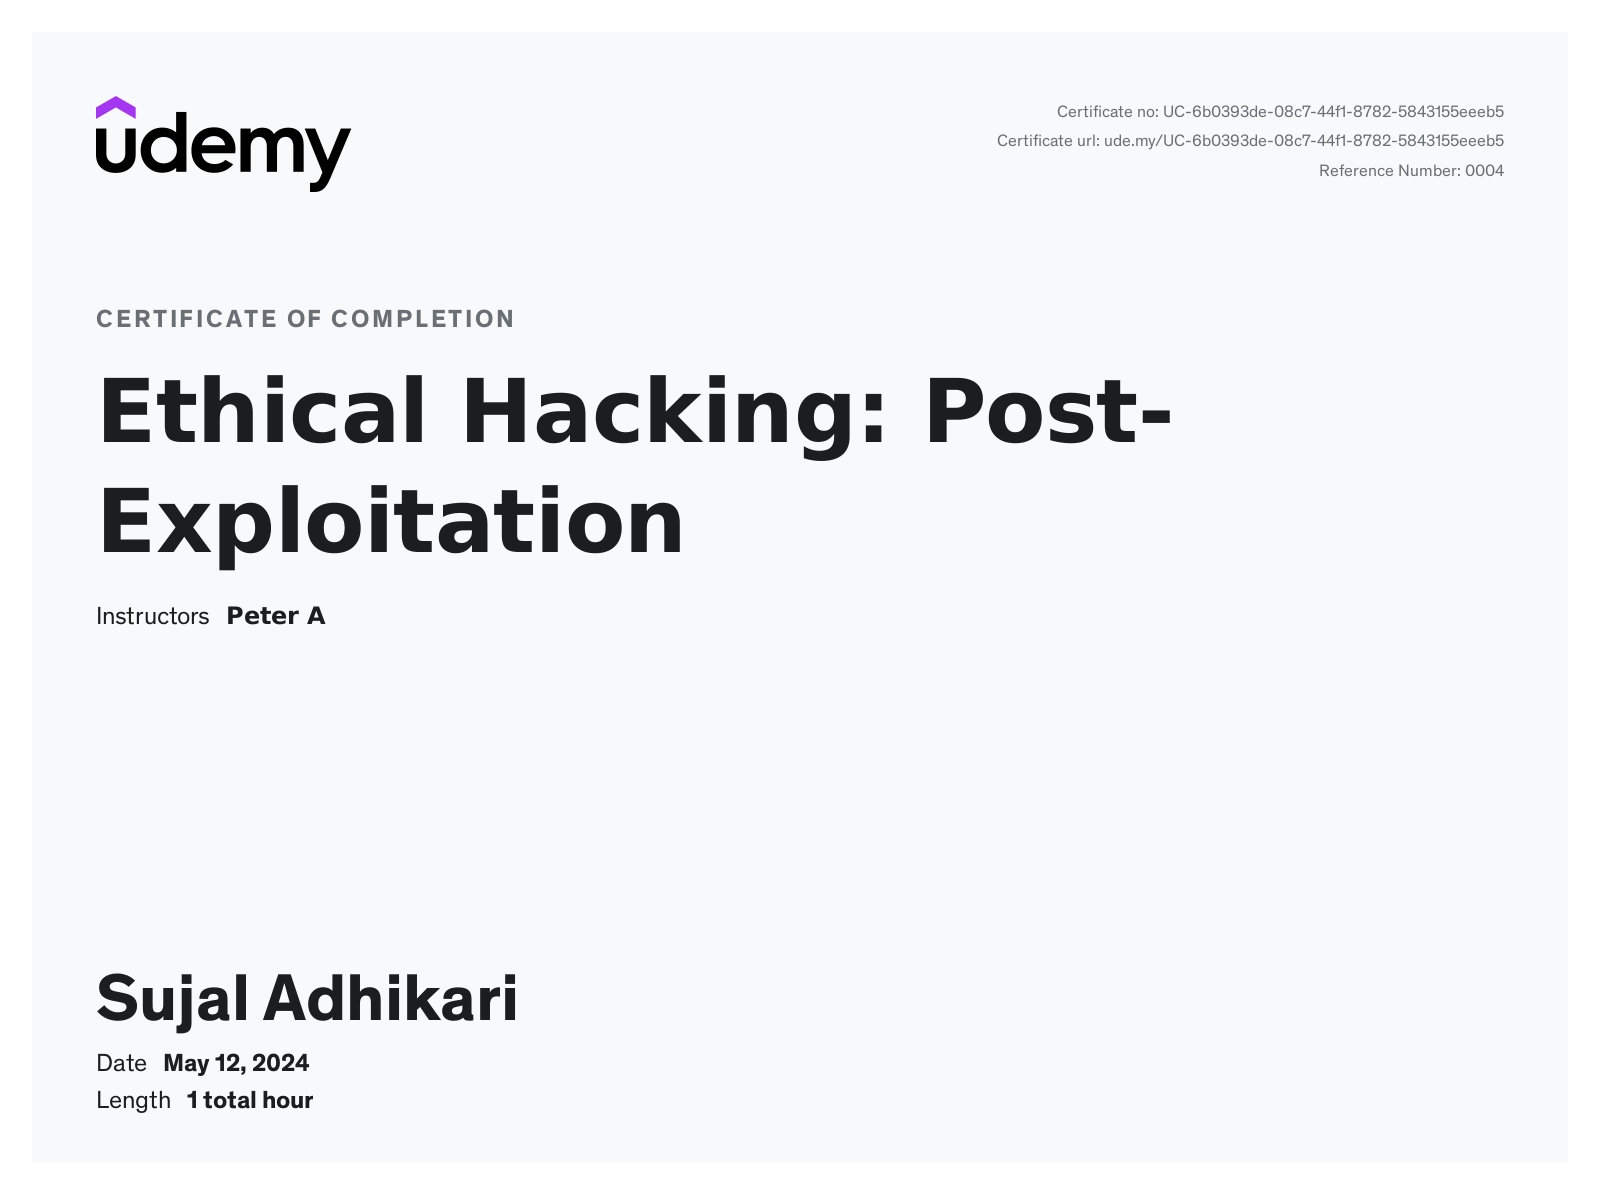 udemy
Certificate no: UC-6b0393de-08c7-44f1-8782-5843155eeeb5
Certificate url: ude.my/UC-6b0393de-08c7-44f1-8782-5843155eeeb5
Reference Number: 0004
CERTIFICATE OF COMPLETION
Ethical Hacking: Post-
Exploitation
Instructors Peter A
Sujal Adhikari
Date May 12, 2024
Length 1 total hour